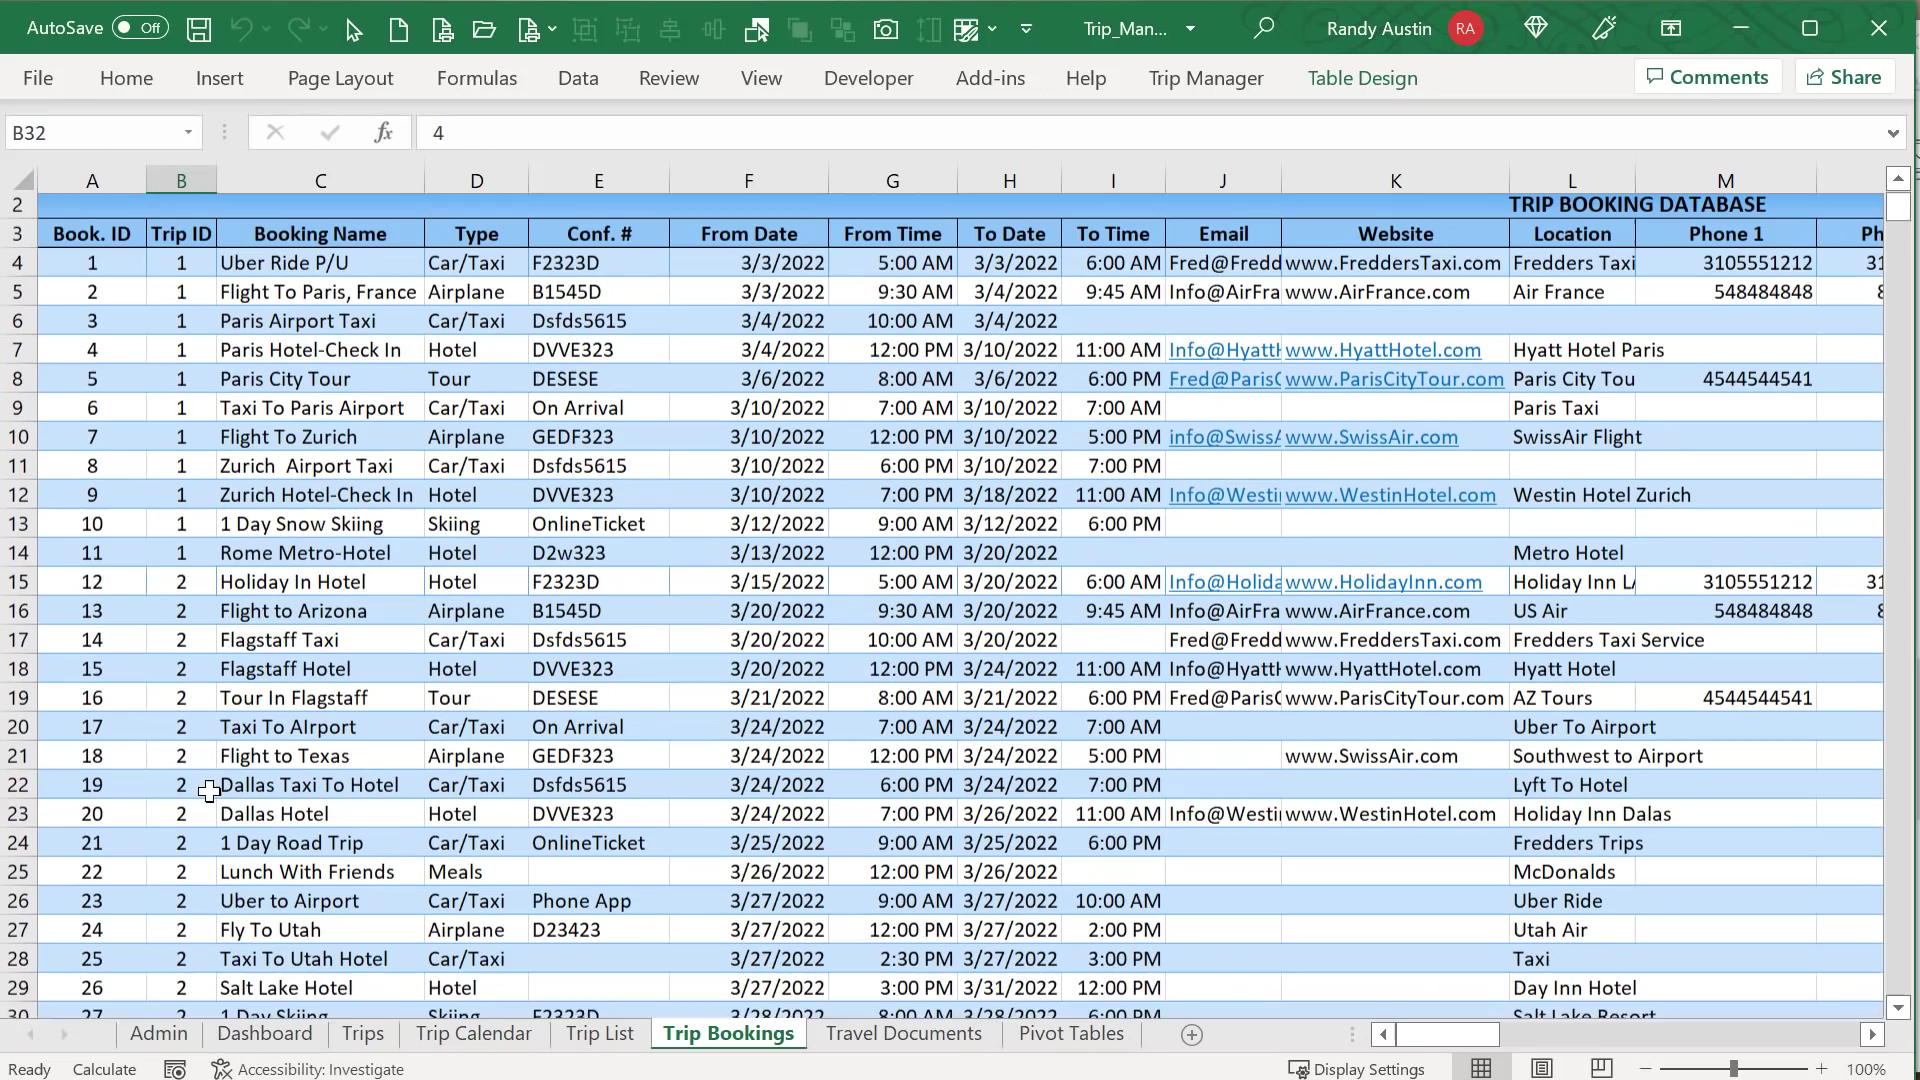 AutoSave Off Trip_Man... Randy Austin RA
File Home Insert Page Layout Formulas Data Review View Developer Add-ins Help Trip Manager Table Design Comments Share
B32 fx 4
A B C D E F G H I J K L M
2 TRIP BOOKING DATABASE
3 Book. ID Trip ID Booking Name Type Conf. # From Date From Time To Date To Time Email Website Location Phone 1 Ph
4 1 1 Uber Ride P/U Car/Taxi F2323D 3/3/2022 5:00 AM 3/3/2022 6:00 AM Fred@Fredd www.FreddersTaxi.com Fredders Taxi 3105551212 31
5 2 1 Flight To Paris, France Airplane B1545D 3/3/2022 9:30 AM 3/4/2022 9:45 AM Info@AirFra www.AirFrance.com Air France 548484848 8
6 3 1 Paris Airport Taxi Car/Taxi Dsfds5615 3/4/2022 10:00 AM 3/4/2022
7 4 1 Paris Hotel-Check In Hotel DVVE323 3/4/2022 12:00 PM 3/10/2022 11:00 AM Info@Hyatt www.HyattHotel.com Hyatt Hotel Paris
8 5 1 Paris City Tour Tour DESESE 3/6/2022 8:00 AM 3/6/2022 6:00 PM Fred@Paris www.ParisCityTour.com Paris City Tou 4544544541
9 6 1 Taxi To Paris Airport Car/Taxi On Arrival 3/10/2022 7:00 AM 3/10/2022 7:00 AM Paris Taxi
10 7 1 Flight To Zurich Airplane GEDF323 3/10/2022 12:00 PM 3/10/2022 5:00 PM info@Swiss www.SwissAir.com SwissAir Flight
11 8 1 Zurich  Airport Taxi Car/Taxi Dsfds5615 3/10/2022 6:00 PM 3/10/2022 7:00 PM
12 9 1 Zurich Hotel-Check In Hotel DVVE323 3/10/2022 7:00 PM 3/18/2022 11:00 AM Info@Westi www.WestinHotel.com Westin Hotel Zurich
13 10 1 1 Day Snow Skiing Skiing OnlineTicket 3/12/2022 9:00 AM 3/12/2022 6:00 PM
14 11 1 Rome Metro-Hotel Hotel D2w323 3/13/2022 12:00 PM 3/20/2022 Metro Hotel
15 12 2 Holiday In Hotel Hotel F2323D 3/15/2022 5:00 AM 3/20/2022 6:00 AM Info@Holida www.HolidayInn.com Holiday Inn L 3105551212 31
16 13 2 Flight to Arizona Airplane B1545D 3/20/2022 9:30 AM 3/20/2022 9:45 AM Info@AirFra www.AirFrance.com US Air 548484848 8
17 14 2 Flagstaff Taxi Car/Taxi Dsfds5615 3/20/2022 10:00 AM 3/20/2022 Fred@Fredd www.FreddersTaxi.com Fredders Taxi Service
18 15 2 Flagstaff Hotel Hotel DVVE323 3/20/2022 12:00 PM 3/24/2022 11:00 AM Info@Hyatt www.HyattHotel.com Hyatt Hotel
19 16 2 Tour In Flagstaff Tour DESESE 3/21/2022 8:00 AM 3/21/2022 6:00 PM Fred@Paris www.ParisCityTour.com AZ Tours 4544544541
20 17 2 Taxi To AIrport Car/Taxi On Arrival 3/24/2022 7:00 AM 3/24/2022 7:00 AM Uber To Airport
21 18 2 Flight to Texas Airplane GEDF323 3/24/2022 12:00 PM 3/24/2022 5:00 PM www.SwissAir.com Southwest to Airport
22 19 2 Dallas Taxi To Hotel Car/Taxi Dsfds5615 3/24/2022 6:00 PM 3/24/2022 7:00 PM Lyft To Hotel
23 20 2 Dallas Hotel Hotel DVVE323 3/24/2022 7:00 PM 3/26/2022 11:00 AM Info@Westi www.WestinHotel.com Holiday Inn Dalas
24 21 2 1 Day Road Trip Car/Taxi OnlineTicket 3/25/2022 9:00 AM 3/25/2022 6:00 PM Fredders Trips
25 22 2 Lunch With Friends Meals 3/26/2022 12:00 PM 3/26/2022 McDonalds
26 23 2 Uber to Airport Car/Taxi Phone App 3/27/2022 9:00 AM 3/27/2022 10:00 AM Uber Ride
27 24 2 Fly To Utah Airplane D23423 3/27/2022 12:00 PM 3/27/2022 2:00 PM Utah Air
28 25 2 Taxi To Utah Hotel Car/Taxi 3/27/2022 2:30 PM 3/27/2022 3:00 PM Taxi
29 26 2 Salt Lake Hotel Hotel 3/27/2022 3:00 PM 3/31/2022 12:00 PM Day Inn Hotel
30 27 2 1 Day Skiing Skiing F2323D 3/28/2022 8:00 AM 3/28/2022 6:00 PM Salt Lake Resort
Admin Dashboard Trips Trip Calendar Trip List Trip Bookings Travel Documents Pivot Tables
Ready Calculate Accessibility: Investigate Display Settings 100%